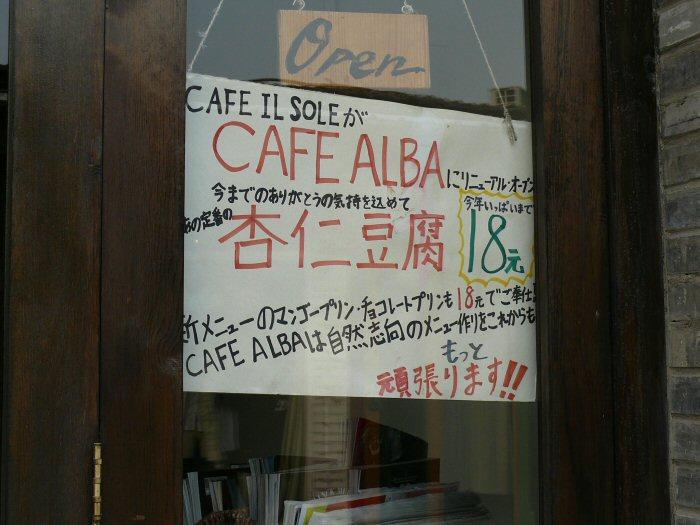 Open
CAFE IL SOLEが
CAFE ALBAにリニューアル・オープン
今までのありがとうの気持を込めて
あの定番の
杏仁豆腐
今年いっぱいまで
18元
新メニューのマンゴープリン・チョコレートプリンも18元でご奉仕
CAFE ALBAは自然志向のメニュー作りをこれからも
もっと
頑張ります!!